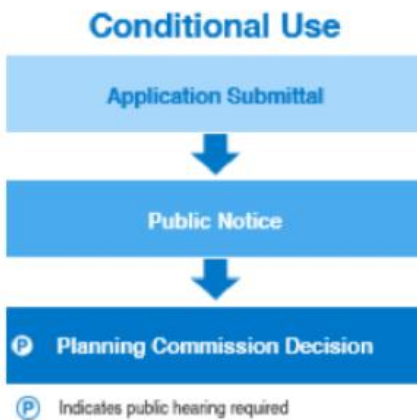 Conditional Use
Application Submittal
Public Notice
P Planning Commission Decision
P Indicates public hearing required